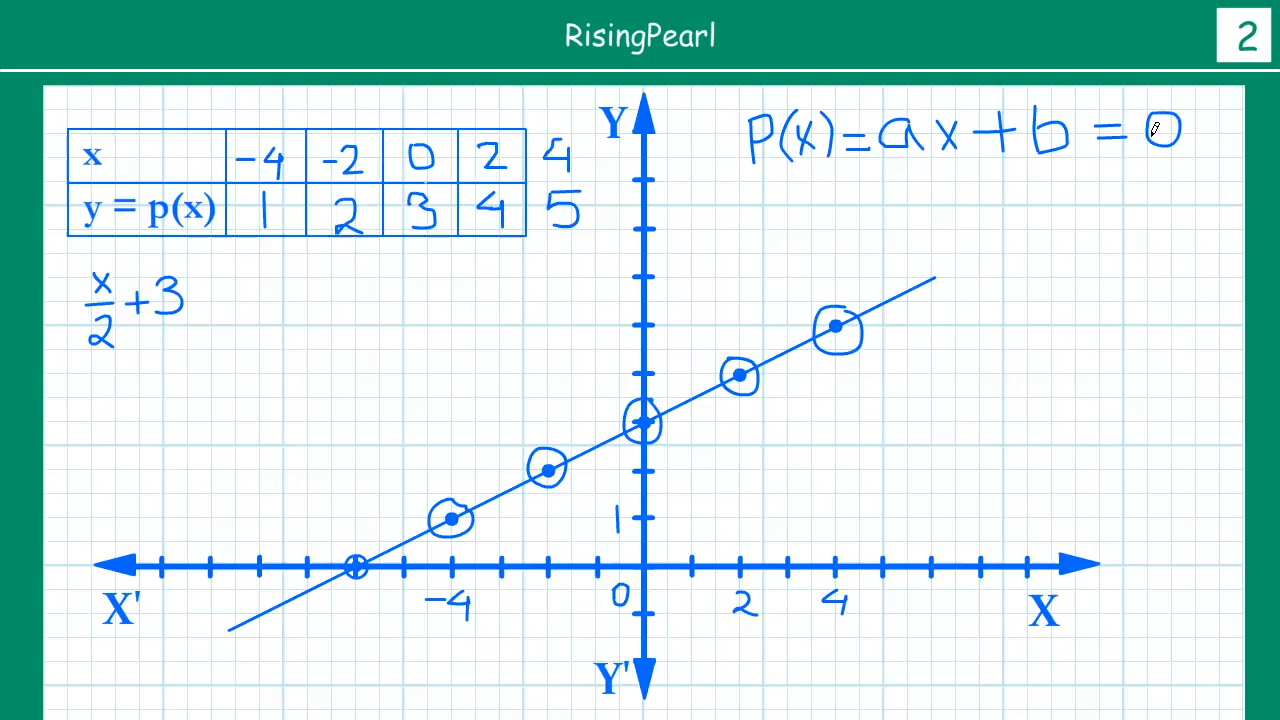 RisingPearl
2
x -4 -2 0 2 4
y = p(x) 1 2 3 4 5
P(x) = ax + b = 0
x/2 + 3
Y
1
-4 0 2 4
X' X
Y'